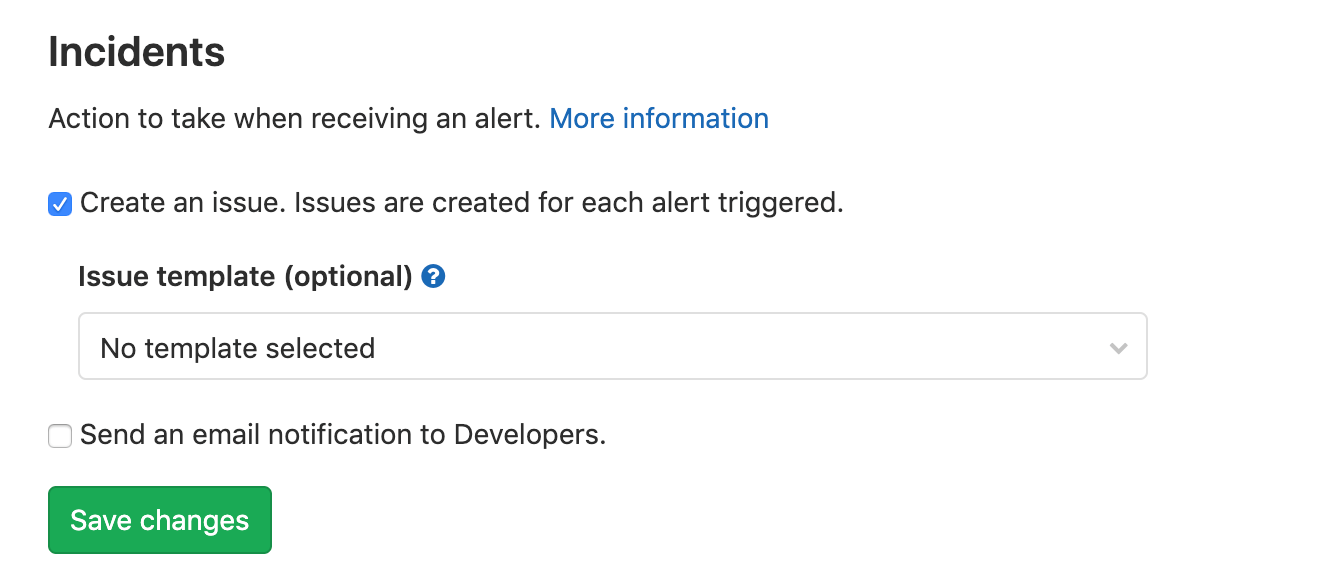 Incidents
Action to take when receiving an alert. More information
Create an issue. Issues are created for each alert triggered.
Issue template (optional) ?
No template selected
Send an email notification to Developers.
Save changes